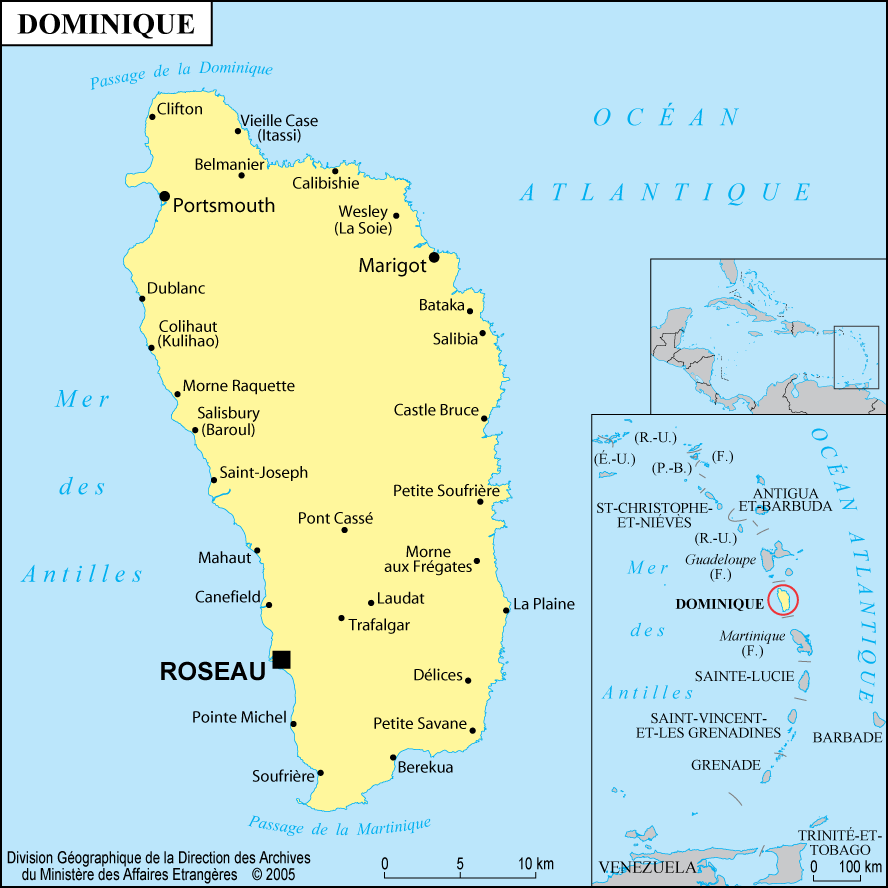 DOMINIQUE
Passage de la Dominique
Clifton
Vieille Case
(Itassi)
Belmanier
Calibishie
Portsmouth
Wesley
(La Soie)
Marigot
OCÉAN
ATLANTIQUE
Dublanc
Bataka
Colihaut
(Kulihao)
Salibia
Morne Raquette
Castle Bruce
Salisbury
(Baroul)
Saint-Joseph
Petite Soufrière
Pont Cassé
Mahaut
Morne
aux Frégates
Canefield
Laudat
La Plaine
Trafalgar
ROSEAU
Délices
Pointe Michel
Petite Savane
Berekua
Soufrière
Mer
des
Antilles
Passage de la Martinique
Division Géographique de la Direction des Archives
du Ministère des Affaires Etrangères © 2005
0 5 10 km
OCÉAN ATLANTIQUE
(R.-U.)
(É.-U.)
(P.-B.)
(F.)
ANTIGUA
ET-BARBUDA
ST-CHRISTOPHE-
ET-NIÉVÈS
(R.-U.)
Guadeloupe
(F.)
Mer
des
Antilles
DOMINIQUE
Martinique
(F.)
SAINTE-LUCIE
SAINT-VINCENT-
ET-LES GRENADINES
BARBADE
GRENADE
TRINITÉ-ET-
TOBAGO
VENEZUELA
0 100 km